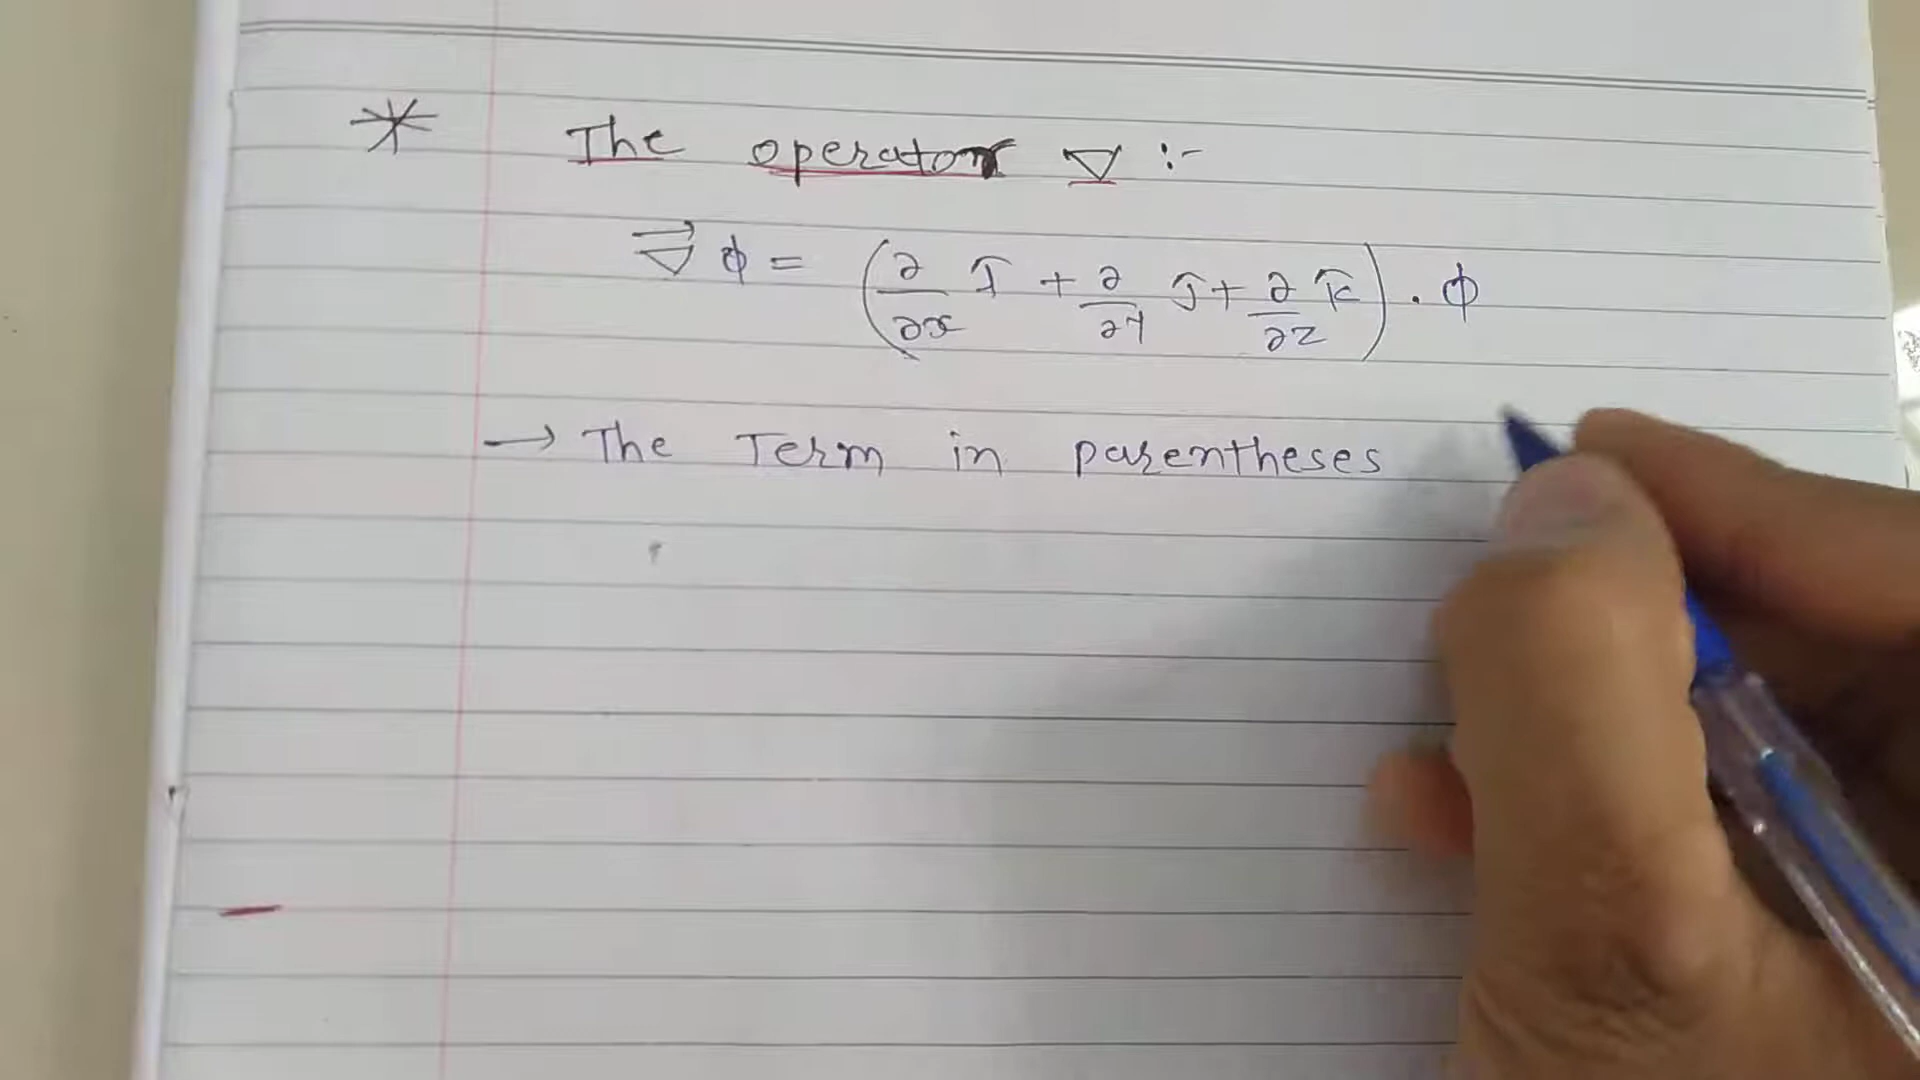 * The operator ∇ :-
∇⃗ ϕ = (∂/∂x î + ∂/∂y ĵ + ∂/∂z k̂) . ϕ
→ The Term in parentheses